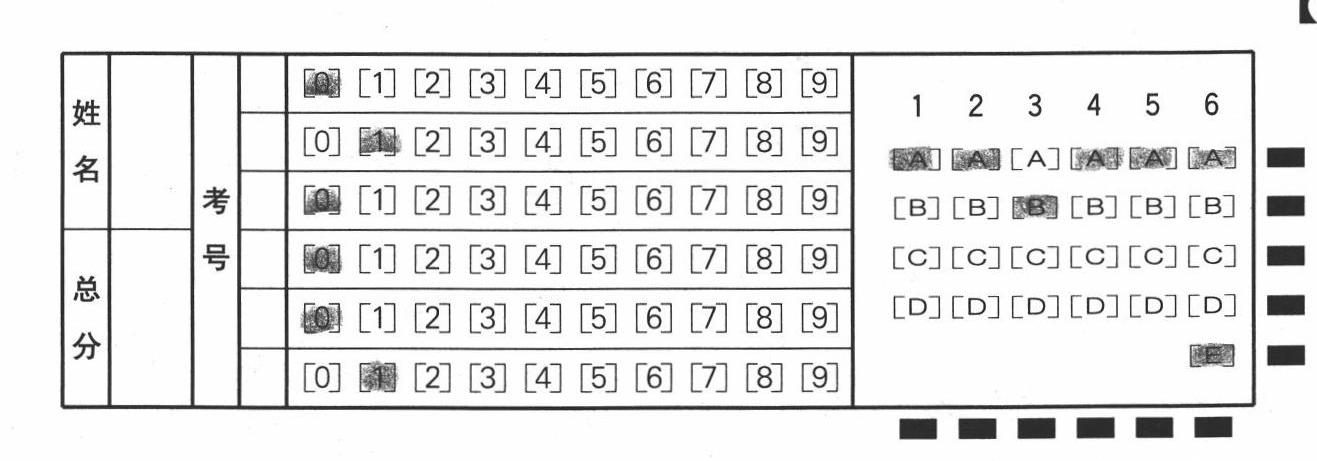 姓名
总分
考号
[0] [1] [2] [3] [4] [5] [6] [7] [8] [9]
[0] [1] [2] [3] [4] [5] [6] [7] [8] [9]
[0] [1] [2] [3] [4] [5] [6] [7] [8] [9]
[0] [1] [2] [3] [4] [5] [6] [7] [8] [9]
[0] [1] [2] [3] [4] [5] [6] [7] [8] [9]
[0] [1] [2] [3] [4] [5] [6] [7] [8] [9]
1 2 3 4 5 6
[A] [A] [A] [A] [A] [A]
[B] [B] [B] [B] [B] [B]
[C] [C] [C] [C] [C] [C]
[D] [D] [D] [D] [D] [D]
[E]